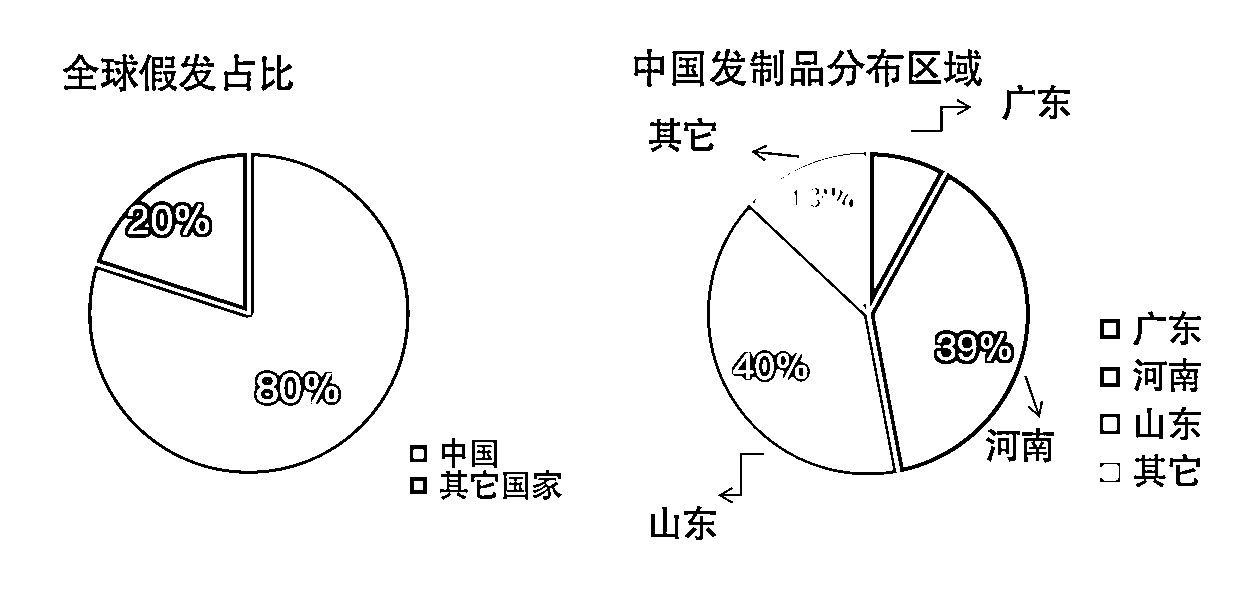 全球假发占比
20%
80%
中国
其它国家
中国发制品分布区域
广东
其它
13%
40%
39%
河南
山东
广东
河南
山东
其它